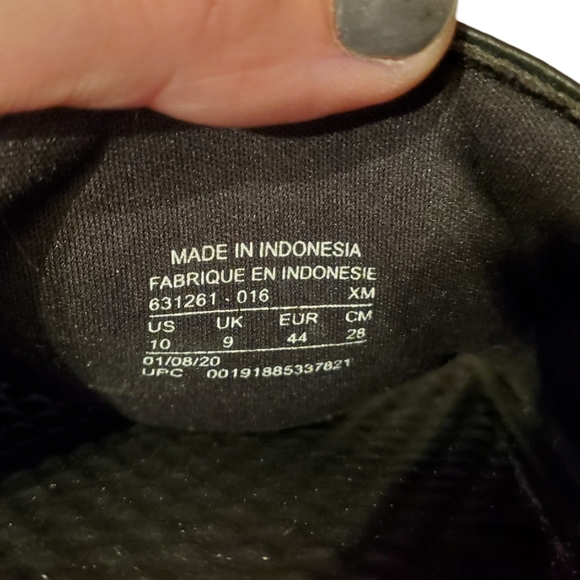 MADE IN INDONESIA
FABRIQUE EN INDONESIE
631261 - 016 XM
US UK EUR CM
10 9 44 28
01/08/20
UPC 00191885337821